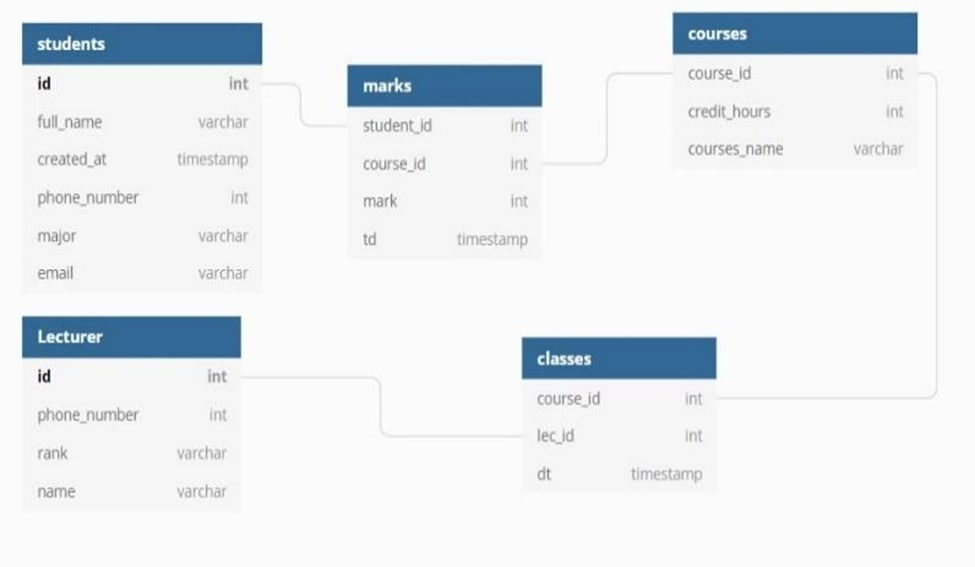 students
id int
full_name varchar
created_at timestamp
phone_number int
major varchar
email varchar
marks
student_id int
course_id int
mark int
td timestamp
courses
course_id int
credit_hours int
courses_name varchar
Lecturer
id int
phone_number int
rank varchar
name varchar
classes
course_id int
lec_id int
dt timestamp